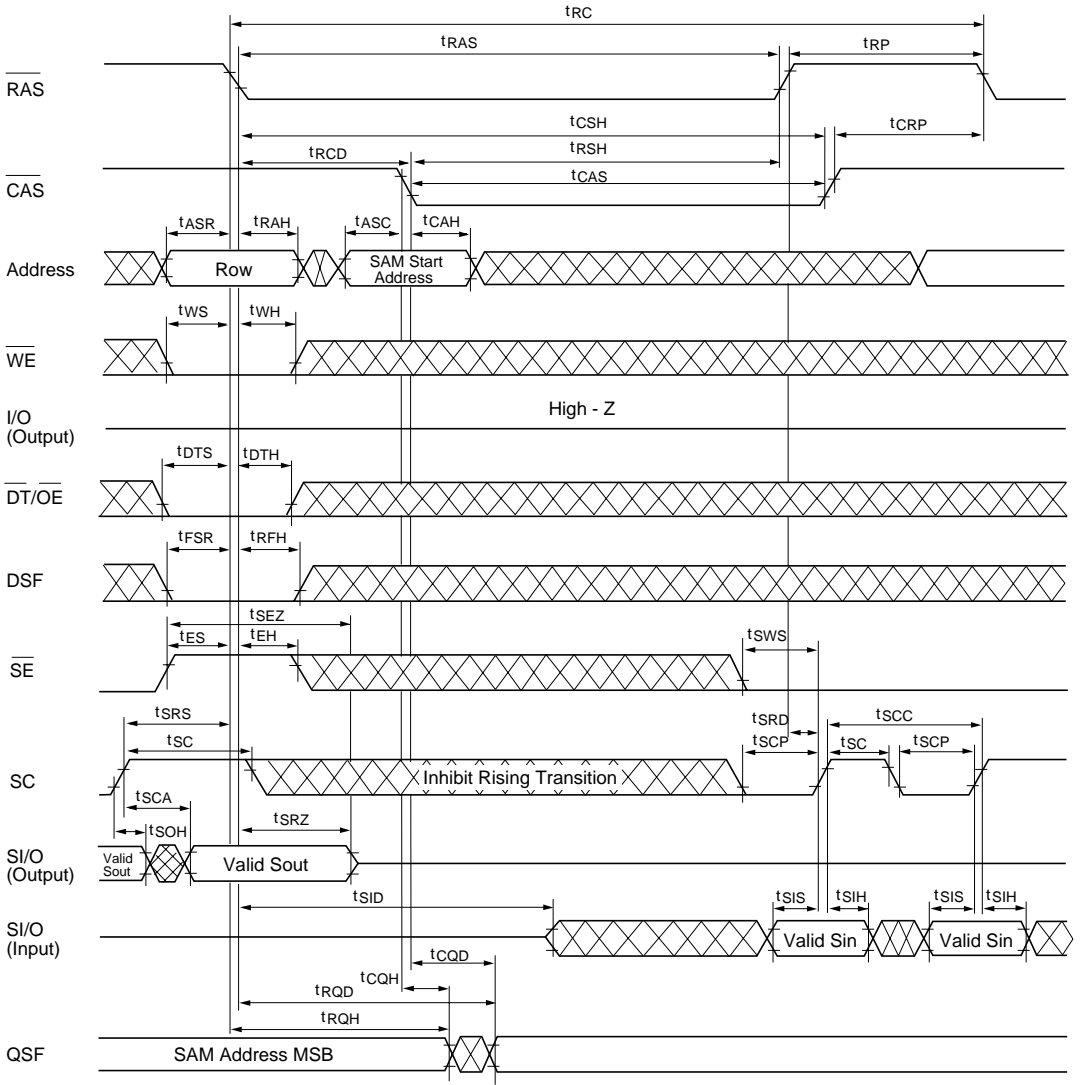 tRC
tRAS
tRP
RAS
tCSH
tCRP
tRCD
tRSH
CAS
tCAS
tASR
tRAH
tASC
tCAH
Address
Row
SAM Start
Address
tWS
tWH
WE
I/O
(Output)
High - Z
tDTS
tDTH
DT/OE
tFSR
tRFH
DSF
tSEZ
tES
tEH
tSWS
SE
tSRS
tSRD
tSCC
tSC
tSCP
tSC
tSCP
SC
Inhibit Rising Transition
tSCA
tSOH
tSRZ
SI/O
(Output)
Valid
Sout
Valid Sout
tSID
tSIS
tSIH
tSIS
tSIH
SI/O
(Input)
Valid Sin
Valid Sin
tCQD
tCQH
tRQD
tRQH
QSF
SAM Address MSB